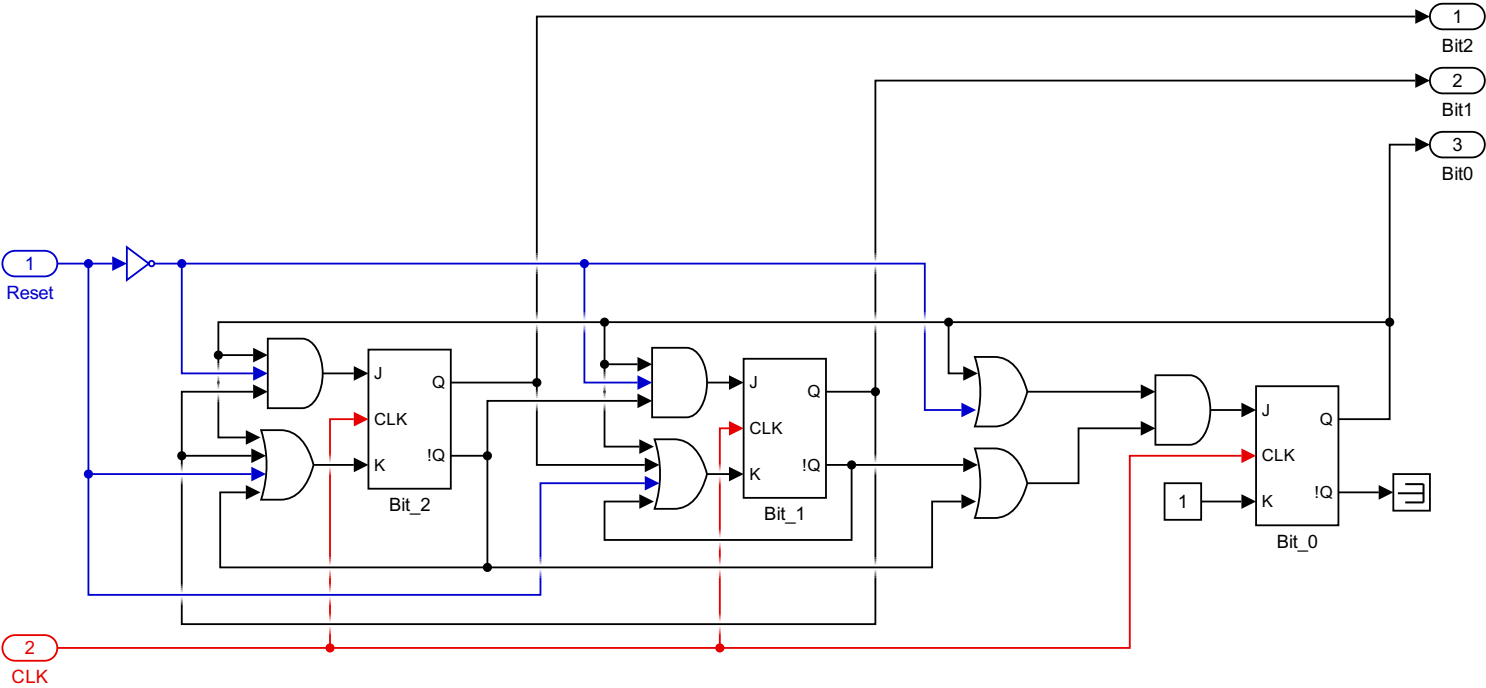 1
Bit2
2
Bit1
3
Bit0
1
Reset
J
Q
CLK
!Q
K
Bit_2
J
Q
CLK
!Q
K
Bit_1
J
Q
CLK
1
K
!Q
Bit_0
2
CLK